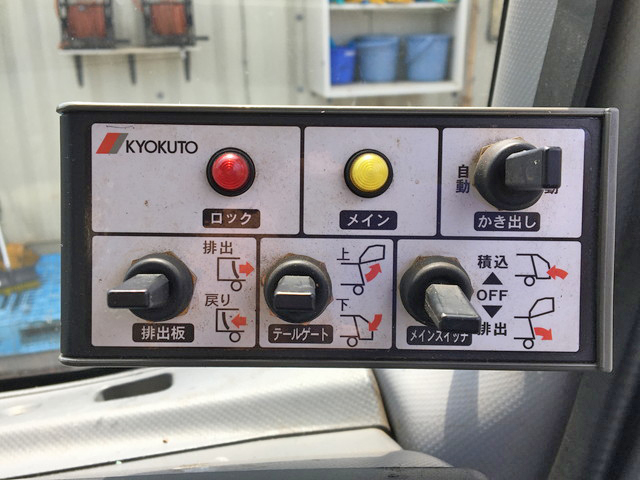 KYOKUTO
ロック
メイン
自動
動
かき出し
排出
戻り
排出板
上
下
テールゲート
積込
OFF
排出
メインスイッチ